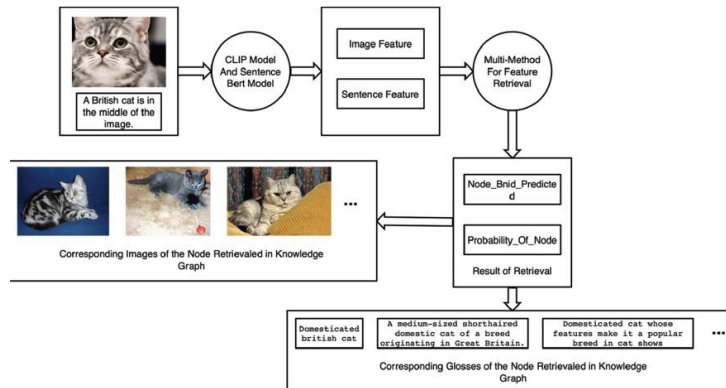 A British cat is in
the middle of the
image.
CLIP Model
And Sentence
Bert Model
Image Feature
Sentence Feature
Multi-Method
For Feature
Retrieval
Node_Bnid_Predicte
d
Probability_Of_Node
Result of Retrieval
...
Corresponding Images of the Node Retrievaled in Knowledge
Graph
Domesticated
british cat
A medium-sized shorthaired
domestic cat of a breed
originating in Great Britain.
Domesticated cat whose
features make it a popular
breed in cat shows
...
Corresponding Glosses of the Node Retrievaled in Knowledge
Graph